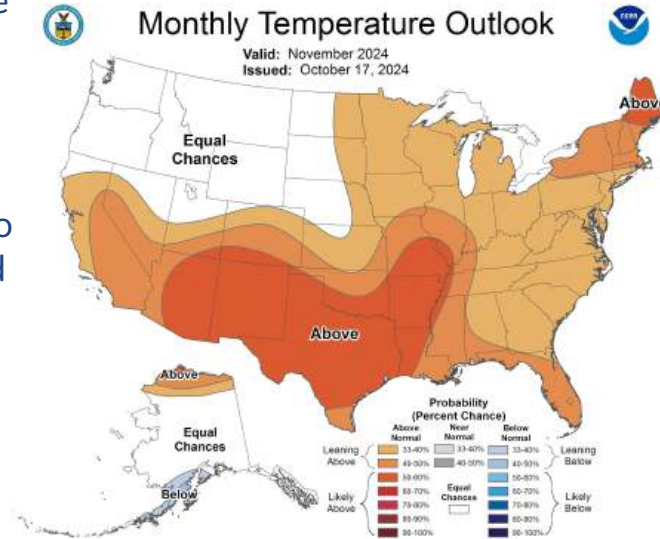 e
Monthly Temperature Outlook
Valid: November 2024
Issued: October 17, 2024
Above
Equal
Chances
o
d
Above
Above
Equal
Chances
Below
Probability
(Percent Chance)
Above Normal
Near Normal
Below Normal
Leaning Above
33-40%
40-50%
Likely Above
50-60%
60-70%
70-80%
80-90%
90-100%
33-40%
40-50%
Equal Chances
33-40%
40-50%
Leaning Below
50-60%
60-70%
70-80%
80-90%
90-100%
Likely Below